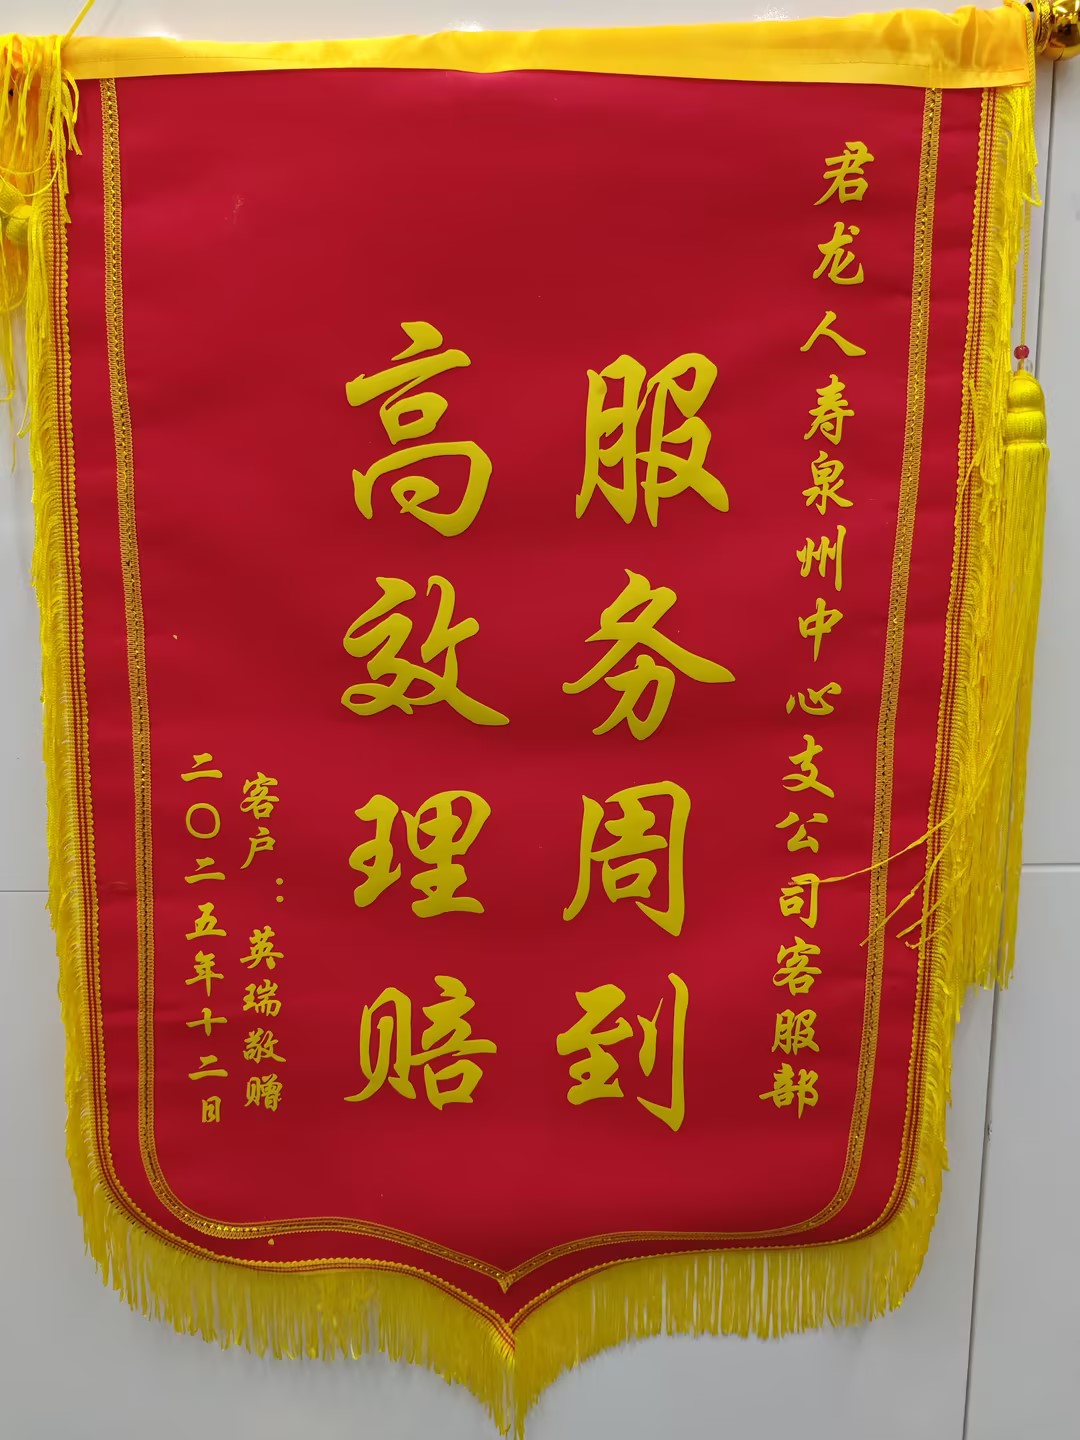 君龙人寿泉州中心支公司客服部
服务周到
高效理赔
客户：英瑞敬赠
二〇二五年十二月